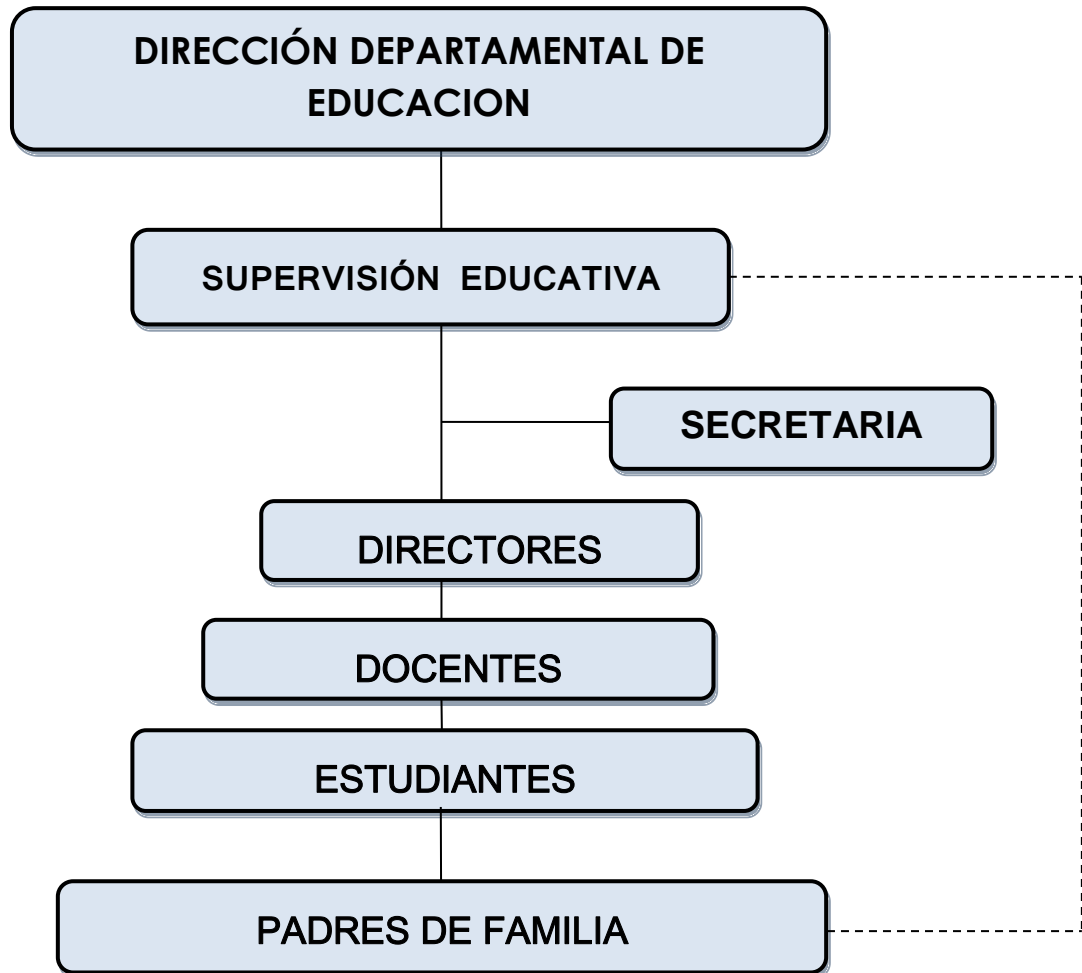 DIRECCIÓN DEPARTAMENTAL DE
EDUCACION
SUPERVISIÓN EDUCATIVA
SECRETARIA
DIRECTORES
DOCENTES
ESTUDIANTES
PADRES DE FAMILIA